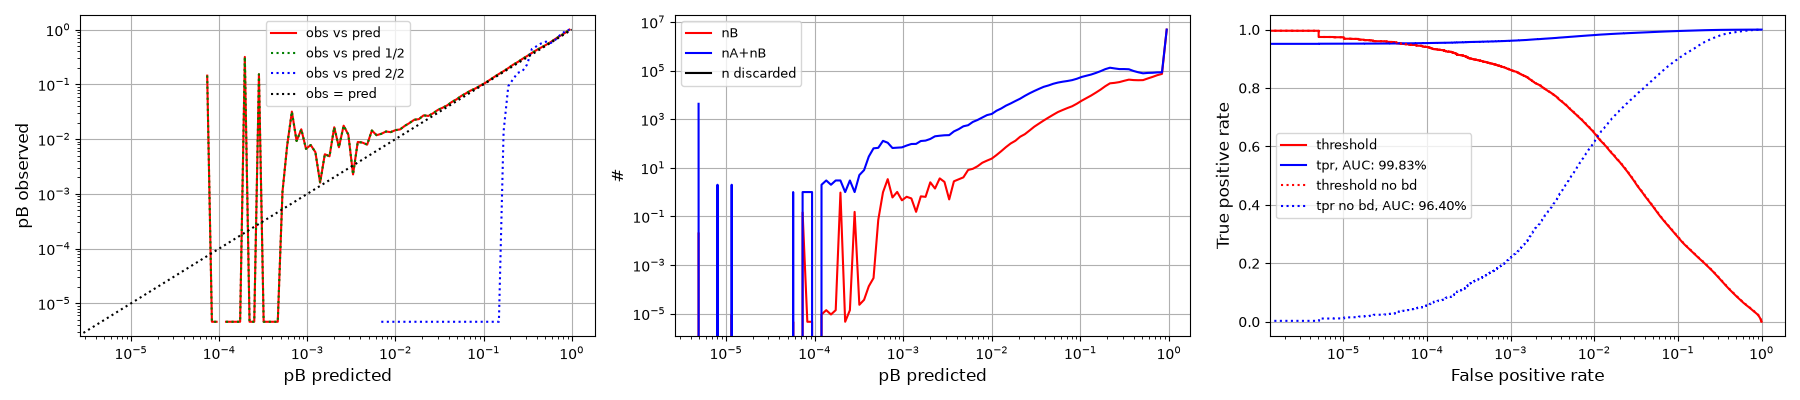 10⁰
10⁻¹
10⁻²
10⁻³
10⁻⁴
10⁻⁵
pB observed
obs vs pred
obs vs pred 1/2
obs vs pred 2/2
obs = pred
10⁻⁵
10⁻⁴
10⁻³
10⁻²
10⁻¹
10⁰
pB predicted
10⁷
10⁵
10³
10¹
10⁻¹
10⁻³
10⁻⁵
#
nB
nA+nB
n discarded
10⁻⁵
10⁻⁴
10⁻³
10⁻²
10⁻¹
10⁰
pB predicted
1.0
0.8
0.6
0.4
0.2
0.0
True positive rate
threshold
tpr, AUC: 99.83%
threshold no bd
tpr no bd, AUC: 96.40%
10⁻⁵
10⁻⁴
10⁻³
10⁻²
10⁻¹
10⁰
False positive rate